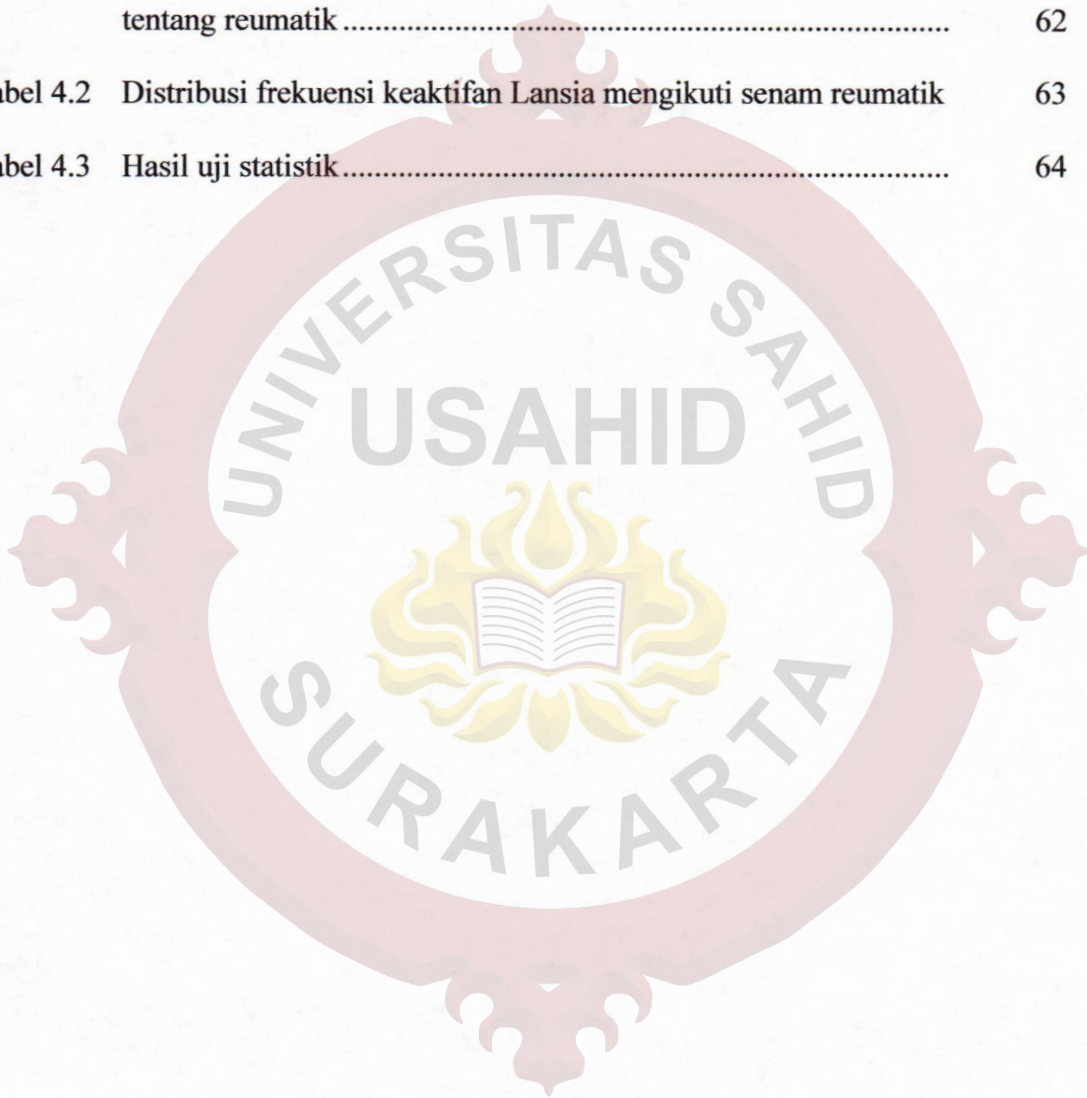 tentang reumatik ........................................................................... 62
abel 4.2 Distribusi frekuensi keaktifan Lansia mengikuti senam reumatik 63
abel 4.3 Hasil uji statistik ........................................................................... 64
UNIVERSITAS SAHID
USAHID
SURAKARTA